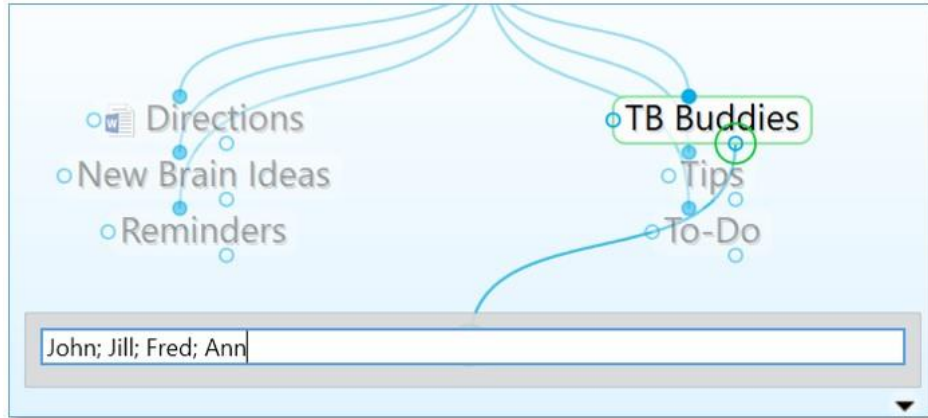 Directions
TB Buddies
New Brain Ideas
Tips
Reminders
To-Do
John; Jill; Fred; Ann